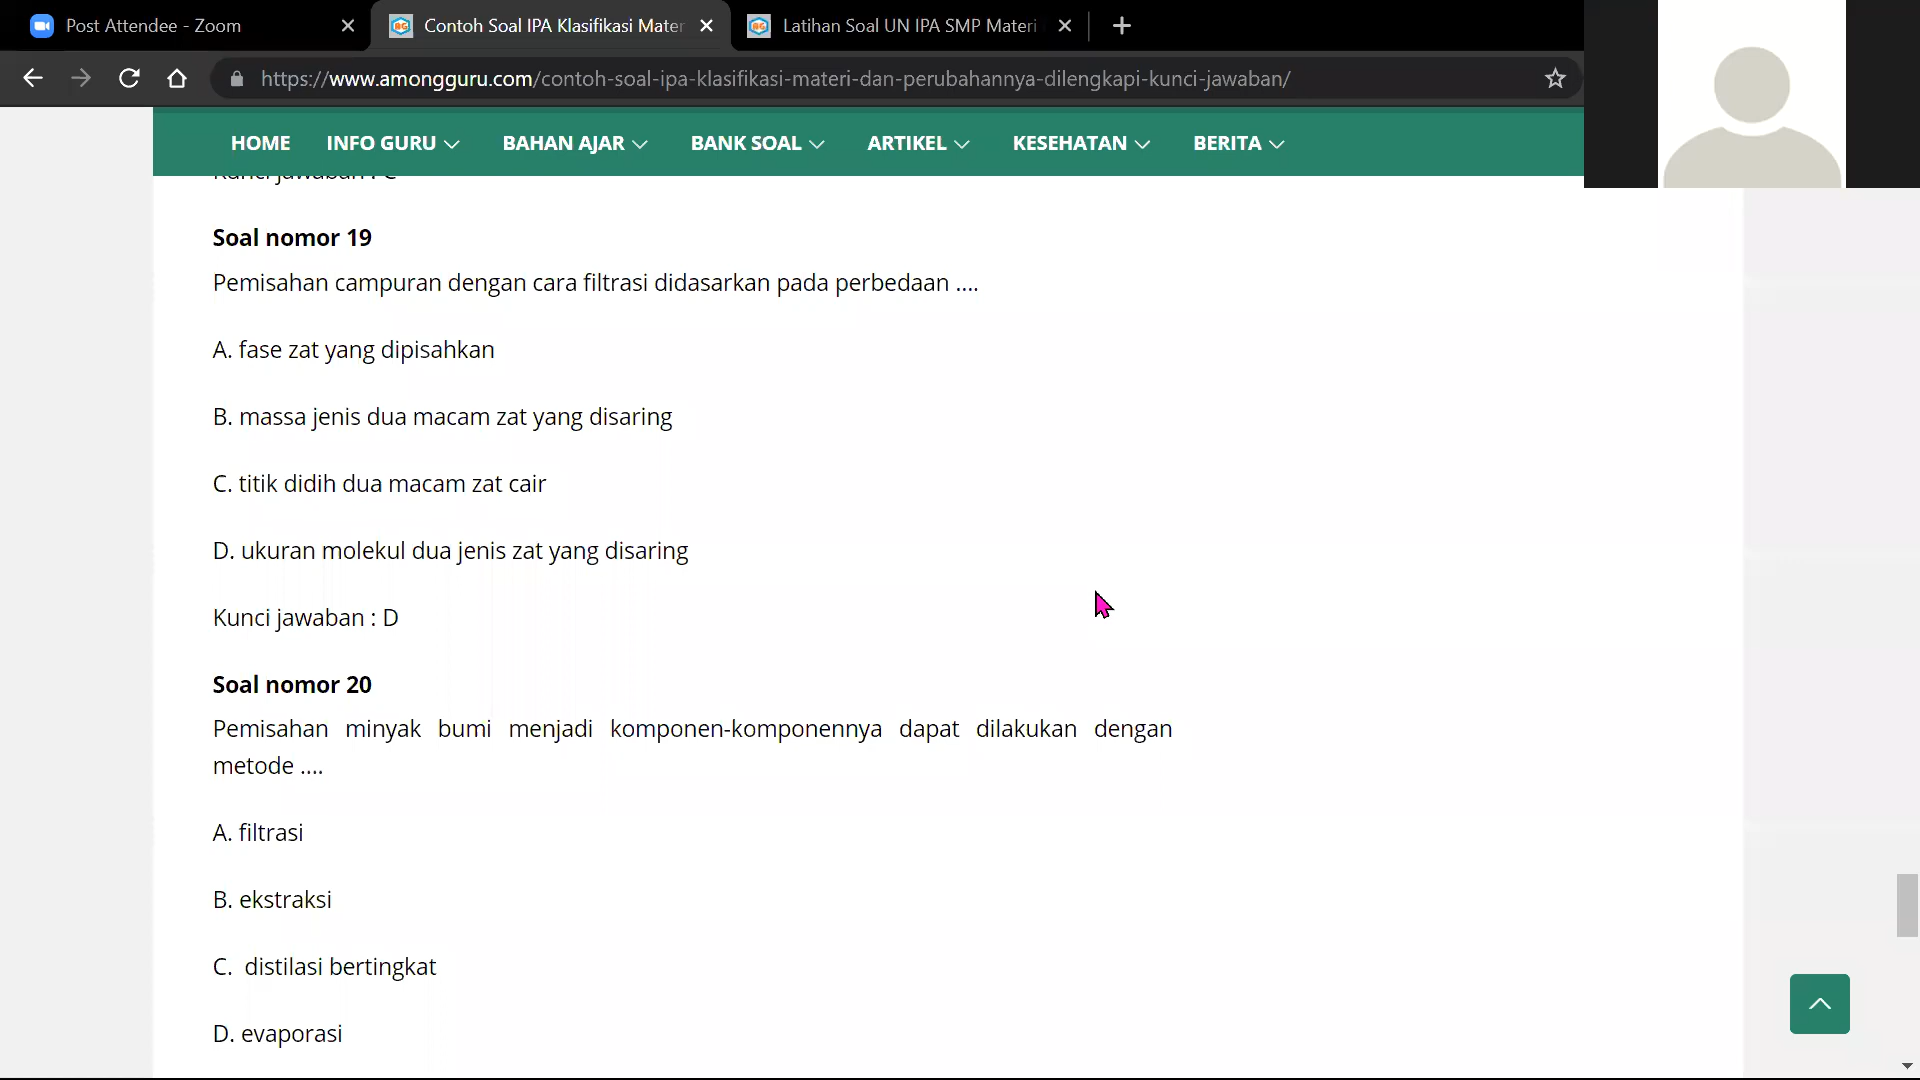 Post Attendee - Zoom
Contoh Soal IPA Klasifikasi Mater
Latihan Soal UN IPA SMP Materi
https://www.amongguru.com/contoh-soal-ipa-klasifikasi-materi-dan-perubahannya-dilengkapi-kunci-jawaban/
HOME INFO GURU BAHAN AJAR BANK SOAL ARTIKEL KESEHATAN BERITA
Kunci jawaban : C
Soal nomor 19
Pemisahan campuran dengan cara filtrasi didasarkan pada perbedaan ....
A. fase zat yang dipisahkan
B. massa jenis dua macam zat yang disaring
C. titik didih dua macam zat cair
D. ukuran molekul dua jenis zat yang disaring
Kunci jawaban : D
Soal nomor 20
Pemisahan minyak bumi menjadi komponen-komponennya dapat dilakukan dengan
metode ....
A. filtrasi
B. ekstraksi
C. distilasi bertingkat
D. evaporasi